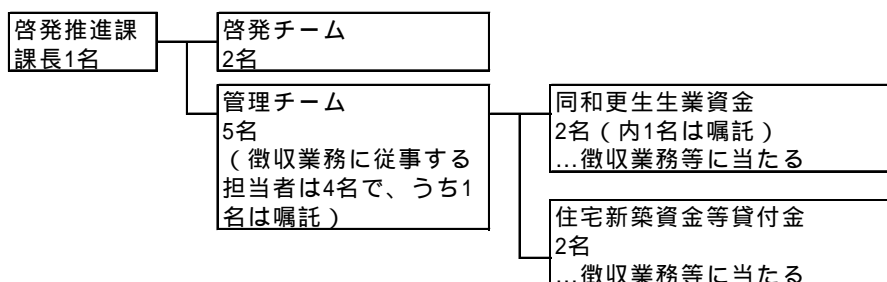 啓発推進課
課長1名
啓発チーム
2名
管理チーム
5名
（徴収業務に従事する
担当者は4名で、うち1
名は嘱託）
同和更生生業資金
2名（内1名は嘱託）
…徴収業務等に当たる
住宅新築資金等貸付金
2名
…徴収業務等に当たる